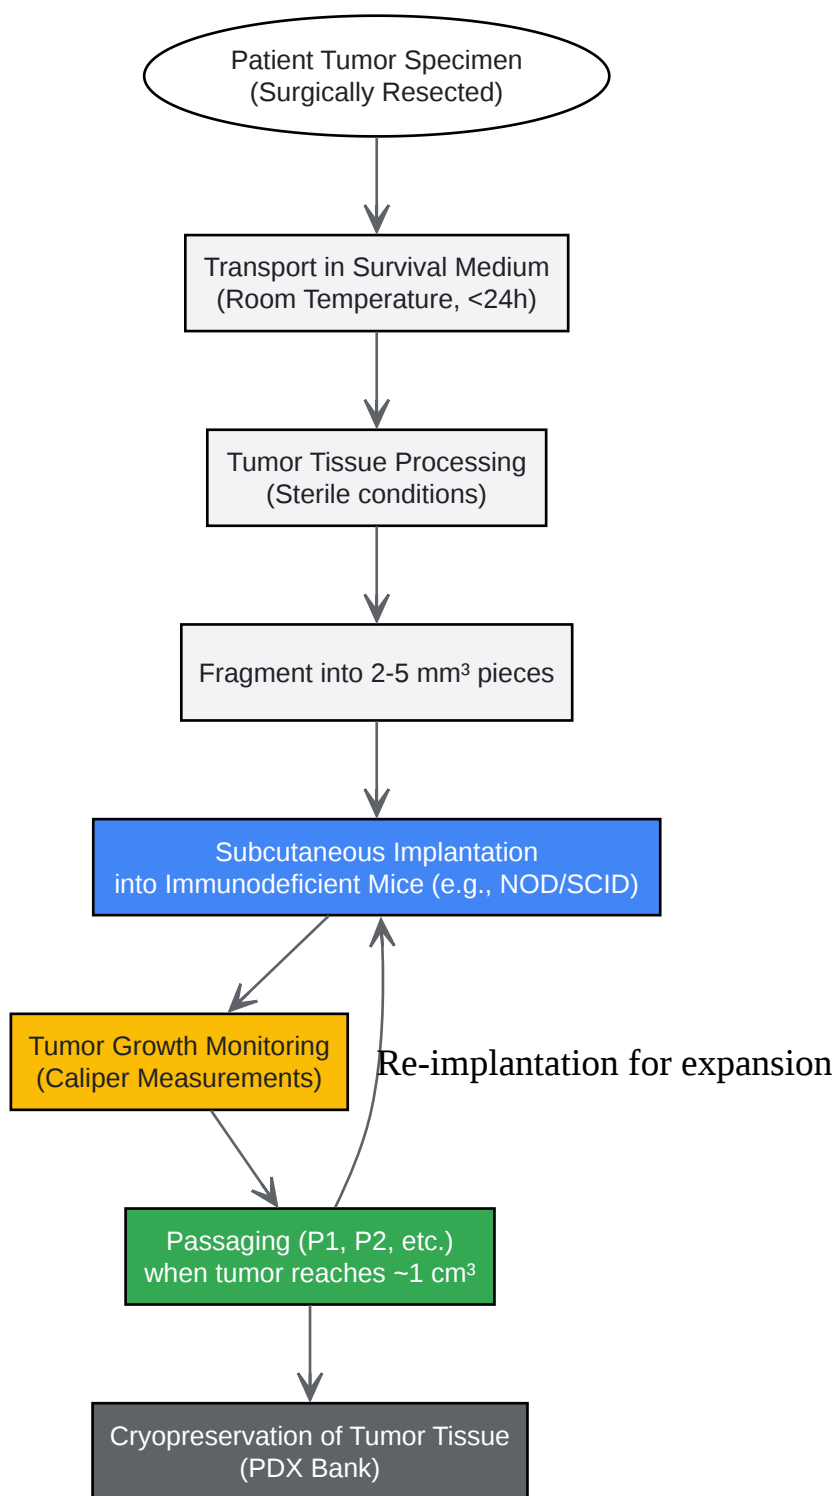 Patient Tumor Specimen
(Surgically Resected)
Transport in Survival Medium
(Room Temperature, <24h)
Tumor Tissue Processing
(Sterile conditions)
Fragment into 2-5 mm³ pieces
Subcutaneous Implantation
into Immunodeficient Mice (e.g., NOD/SCID)
Tumor Growth Monitoring
(Caliper Measurements)
Re-implantation for expansion
Passaging (P1, P2, etc.)
when tumor reaches ~1 cm³
Cryopreservation of Tumor Tissue
(PDX Bank)